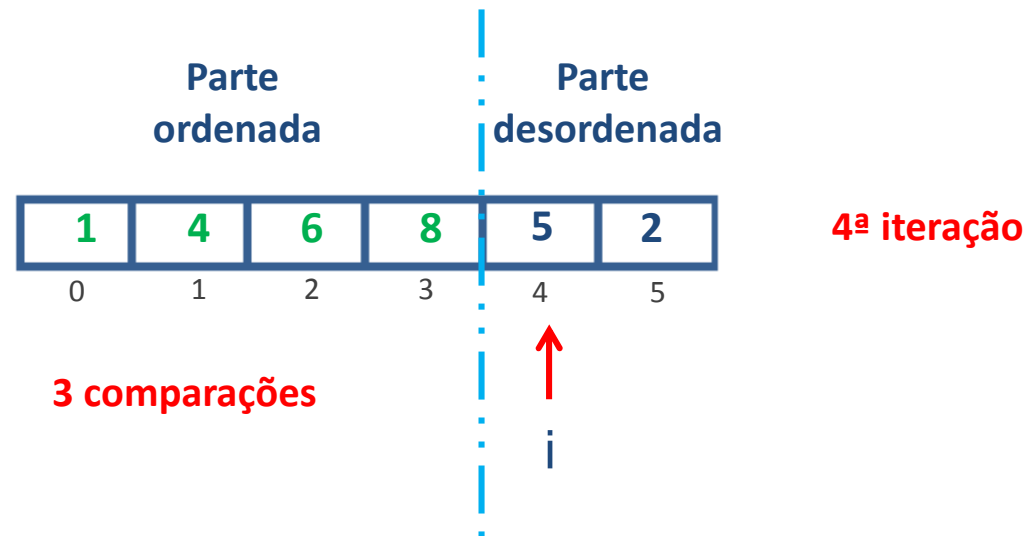 Parte
ordenada
Parte
desordenada
1 4 6 8 5 2
4ª iteração
0 1 2 3 4 5
3 comparações
i